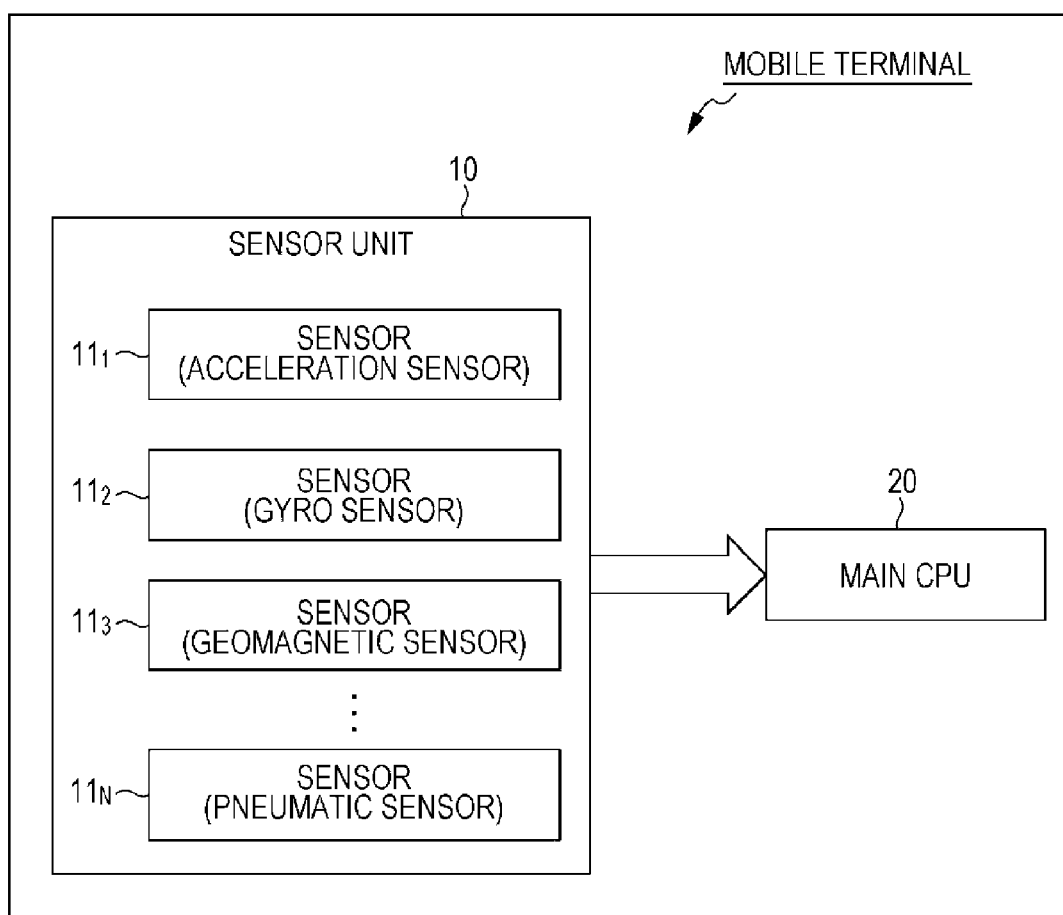 MOBILE TERMINAL
10
SENSOR UNIT
11₁
SENSOR
(ACCELERATION SENSOR)
11₂
SENSOR
(GYRO SENSOR)
20
MAIN CPU
11₃
SENSOR
(GEOMAGNETIC SENSOR)
⋮
11N
SENSOR
(PNEUMATIC SENSOR)